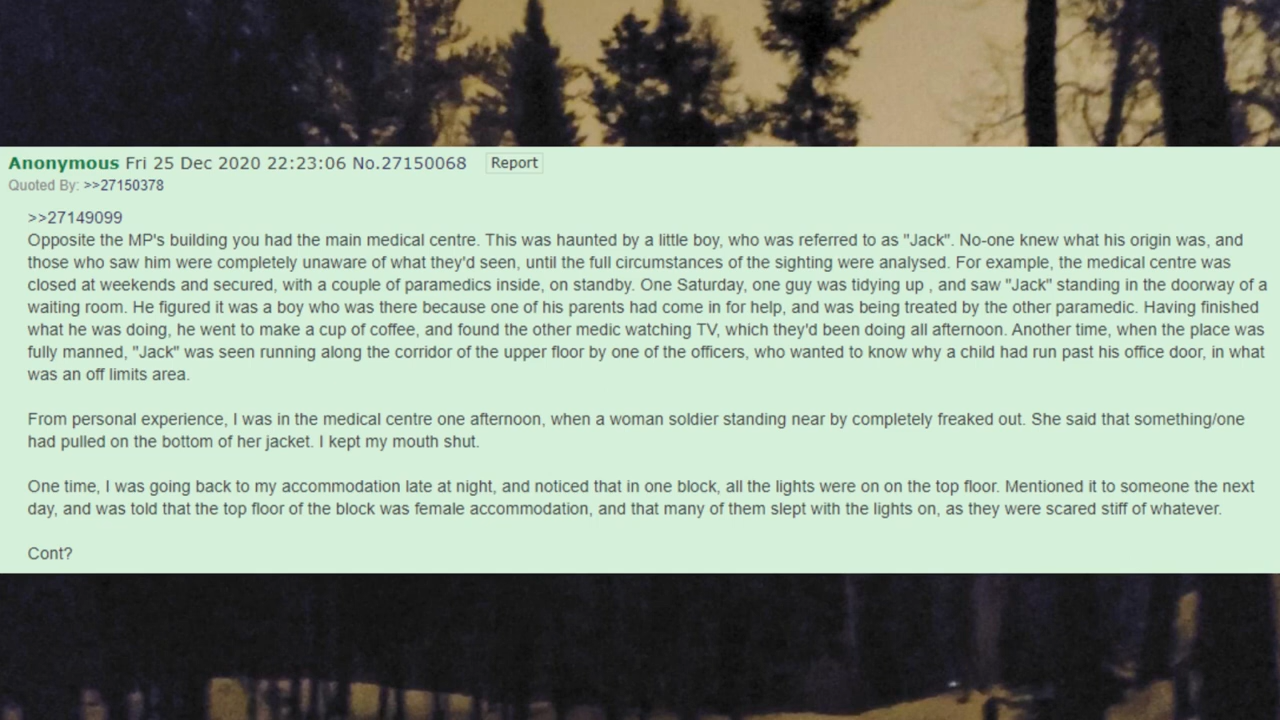 Anonymous Fri 25 Dec 2020 22:23:06 No.27150068 Report
Quoted By: >>27150378
>>27149099
Opposite the MP's building you had the main medical centre. This was haunted by a little boy, who was referred to as "Jack". No-one knew what his origin was, and
those who saw him were completely unaware of what they'd seen, until the full circumstances of the sighting were analysed. For example, the medical centre was
closed at weekends and secured, with a couple of paramedics inside, on standby. One Saturday, one guy was tidying up , and saw "Jack" standing in the doorway of a
waiting room. He figured it was a boy who was there because one of his parents had come in for help, and was being treated by the other paramedic. Having finished
what he was doing, he went to make a cup of coffee, and found the other medic watching TV, which they'd been doing all afternoon. Another time, when the place was
fully manned, "Jack" was seen running along the corridor of the upper floor by one of the officers, who wanted to know why a child had run past his office door, in what
was an off limits area.
From personal experience, I was in the medical centre one afternoon, when a woman soldier standing near by completely freaked out. She said that something/one
had pulled on the bottom of her jacket. I kept my mouth shut.
One time, I was going back to my accommodation late at night, and noticed that in one block, all the lights were on on the top floor. Mentioned it to someone the next
day, and was told that the top floor of the block was female accommodation, and that many of them slept with the lights on, as they were scared stiff of whatever.
Cont?